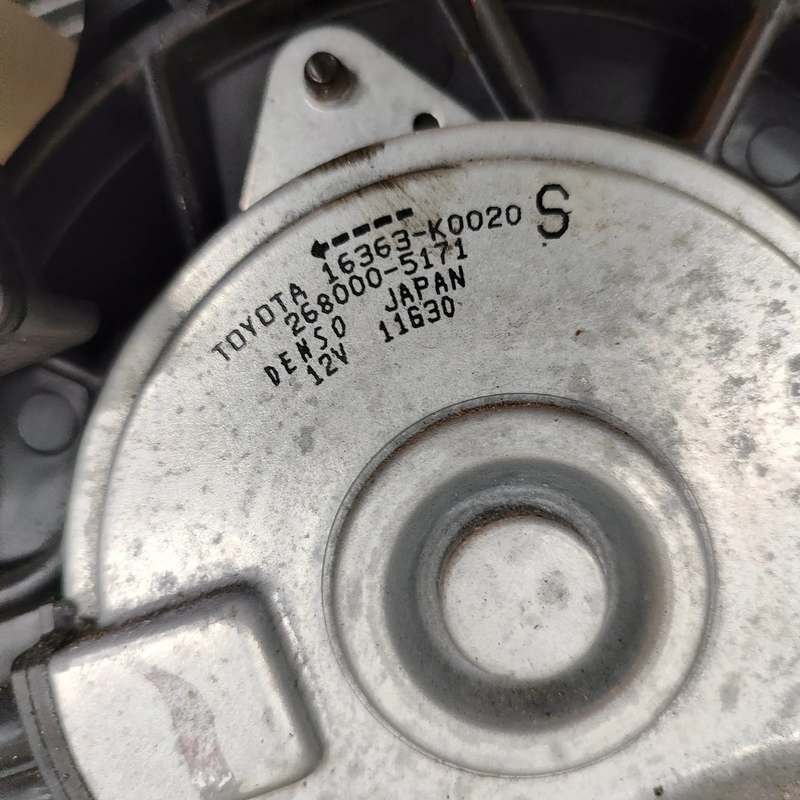 TOYOTA 16363-K0020 S
268000-5171
DENSO JAPAN
12V 11G30